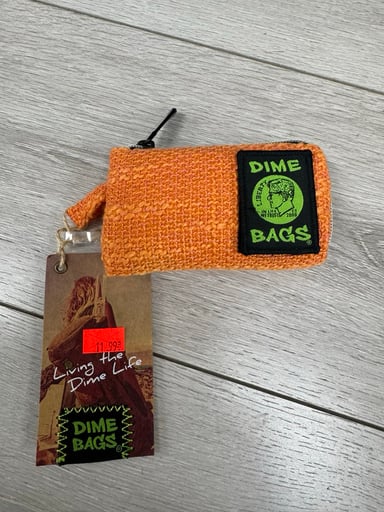 DIME
LIBERTY
BAGS®
11.99
Living the
Dime Life
DIME
BAGS®